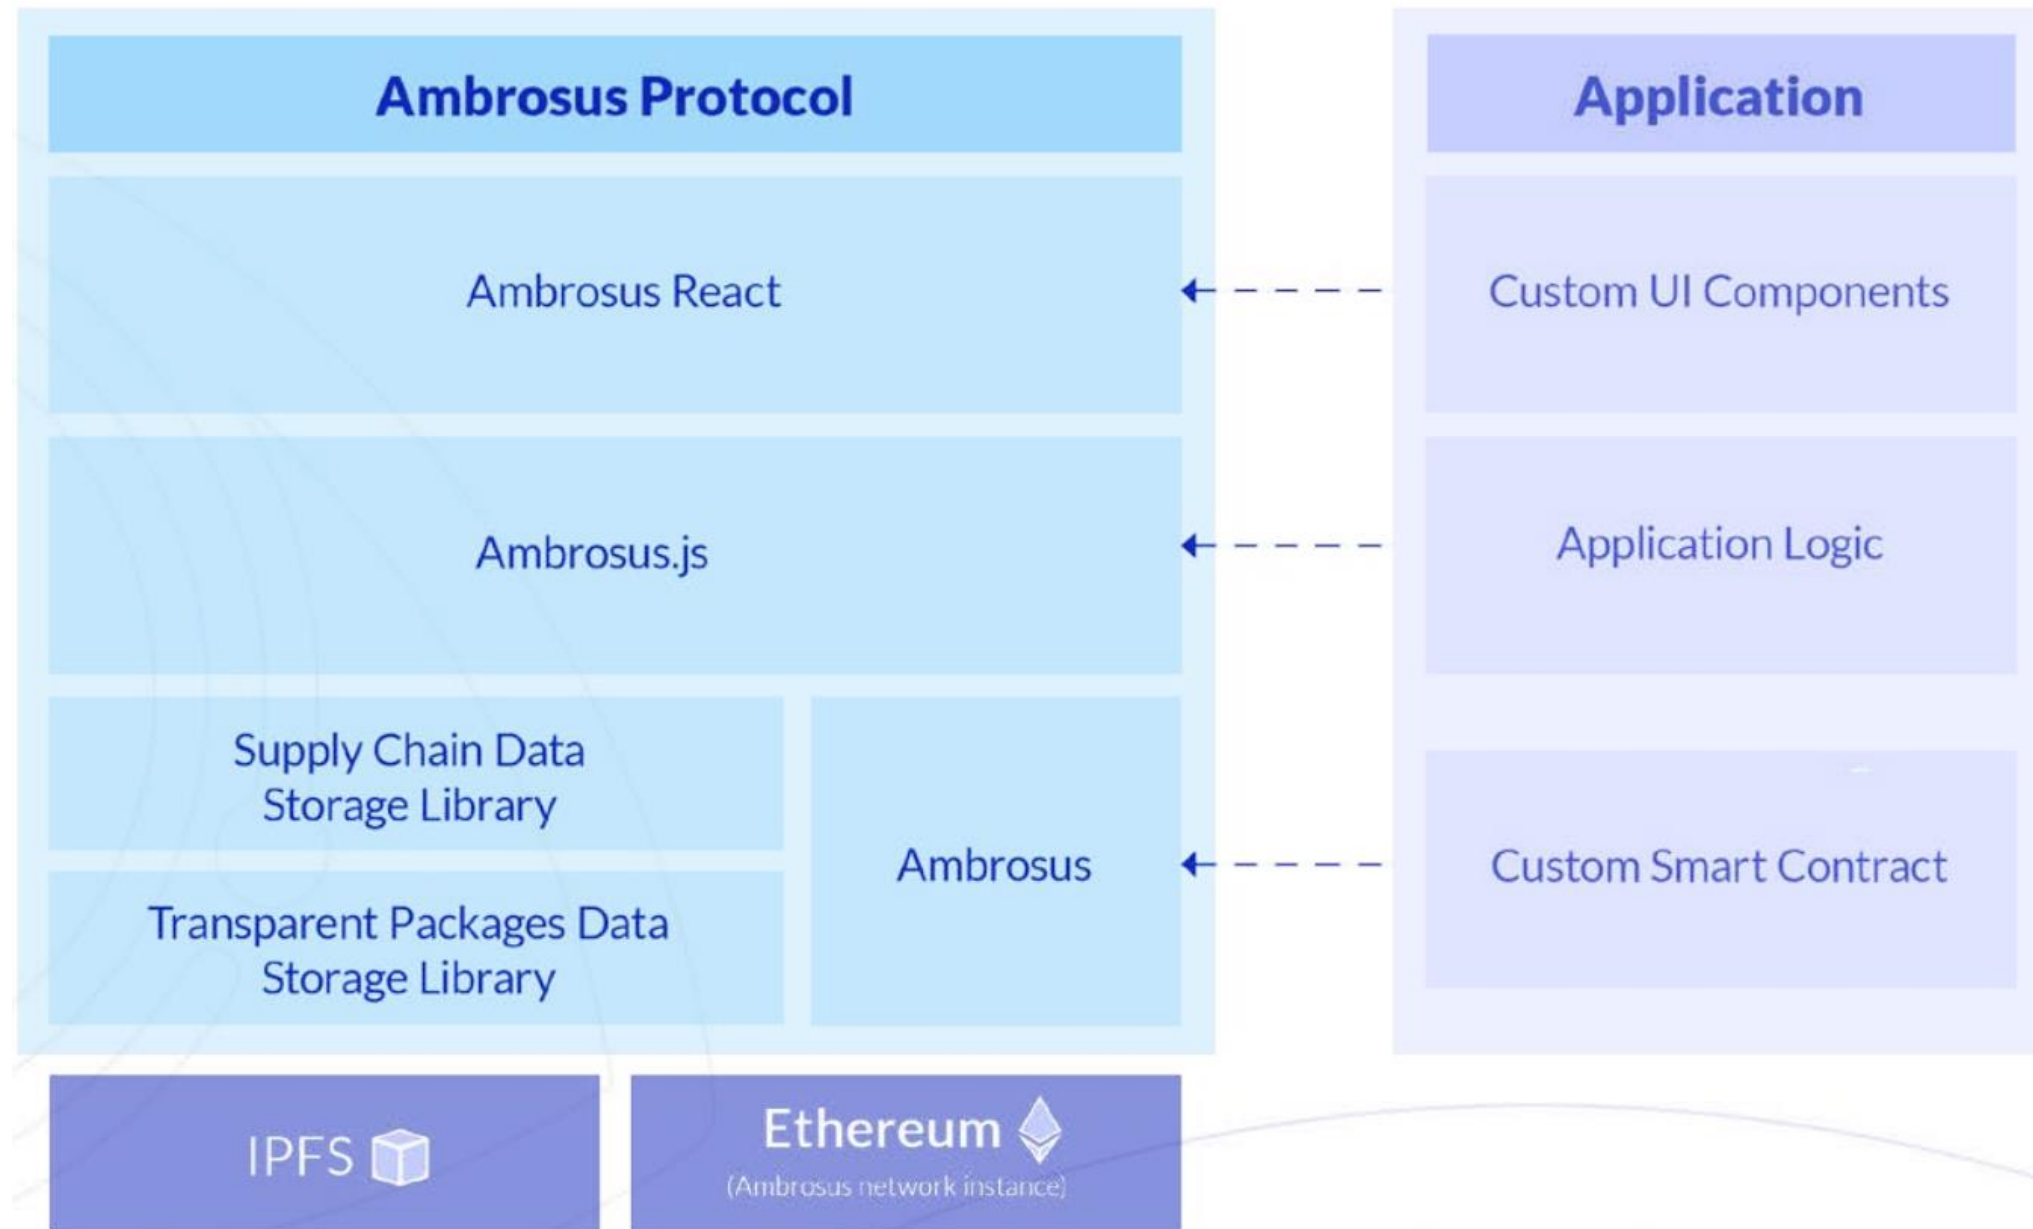 Ambrosus Protocol
Ambrosus React
Ambrosus.js
Supply Chain Data
Storage Library
Transparent Packages Data
Storage Library
Ambrosus
IPFS
Ethereum
(Ambrosus network instance)
Application
Custom UI Components
Application Logic
Custom Smart Contract